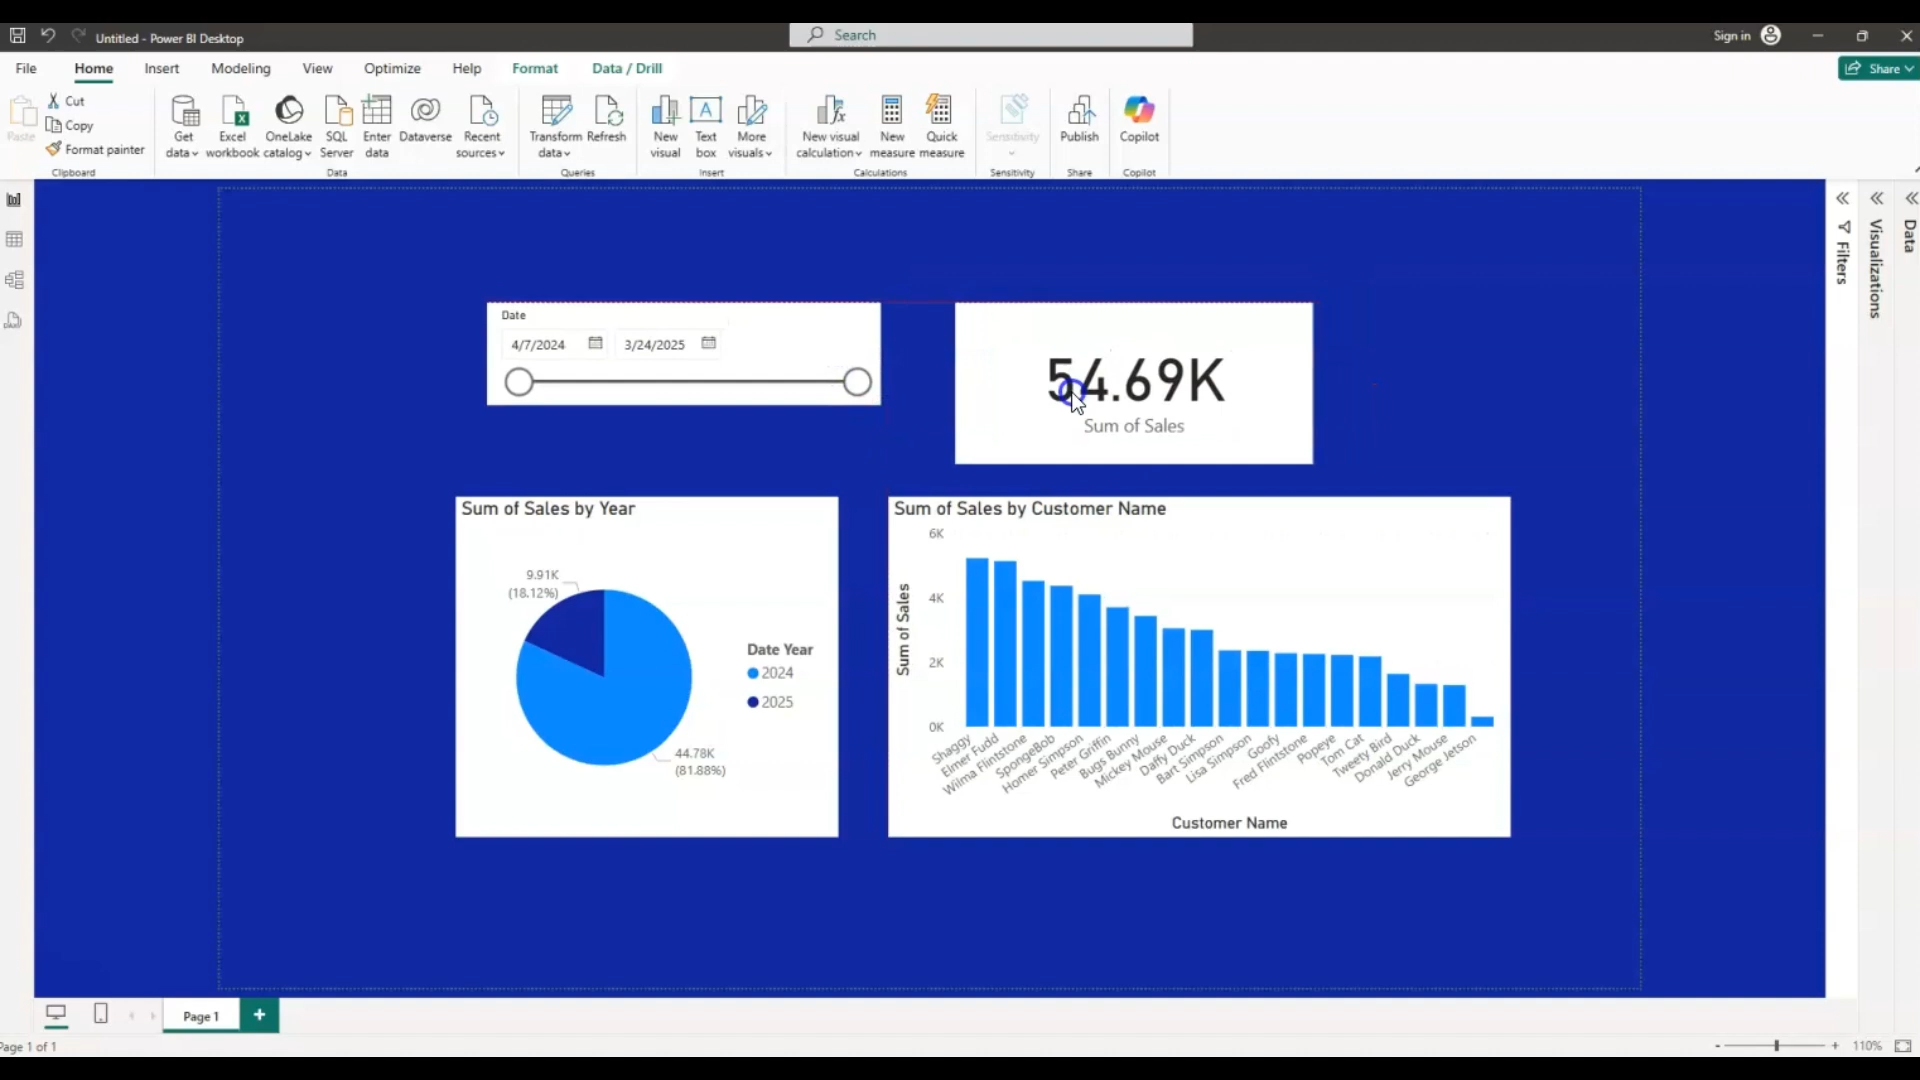 Untitled - Power BI Desktop
Search
Sign in
File
Home
Insert
Modeling
View
Optimize
Help
Format
Data / Drill
Share
Paste
Cut
Copy
Format painter
Clipboard
Get data
Excel workbook
OneLake catalog
SQL Server
Enter data
Dataverse
Recent sources
Data
Transform data
Refresh
Queries
New visual
Text box
More visuals
Insert
New visual calculation
New measure
Quick measure
Calculations
Sensitivity
Sensitivity
Publish
Share
Copilot
Copilot
Filters
Visualizations
Data
Date
4/7/2024
3/24/2025
54.69K
Sum of Sales
Sum of Sales by Year
9.91K
(18.12%)
44.78K
(81.88%)
Date Year
2024
2025
Sum of Sales by Customer Name
Sum of Sales
6K
4K
2K
0K
Shaggy
Elmer Fudd
Wilma Flintstone
SpongeBob
Homer Simpson
Peter Griffin
Bugs Bunny
Mickey Mouse
Daffy Duck
Bart Simpson
Lisa Simpson
Goofy
Fred Flintstone
Popeye
Tom Cat
Tweety Bird
Donald Duck
Jerry Mouse
George Jetson
Customer Name
Page 1
Page 1 of 1
- + 110%